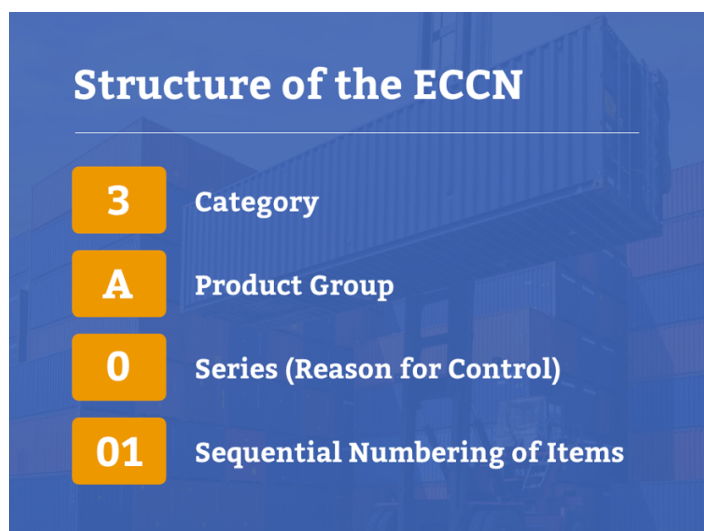 Structure of the ECCN
3 Category
A Product Group
0 Series (Reason for Control)
01 Sequential Numbering of Items